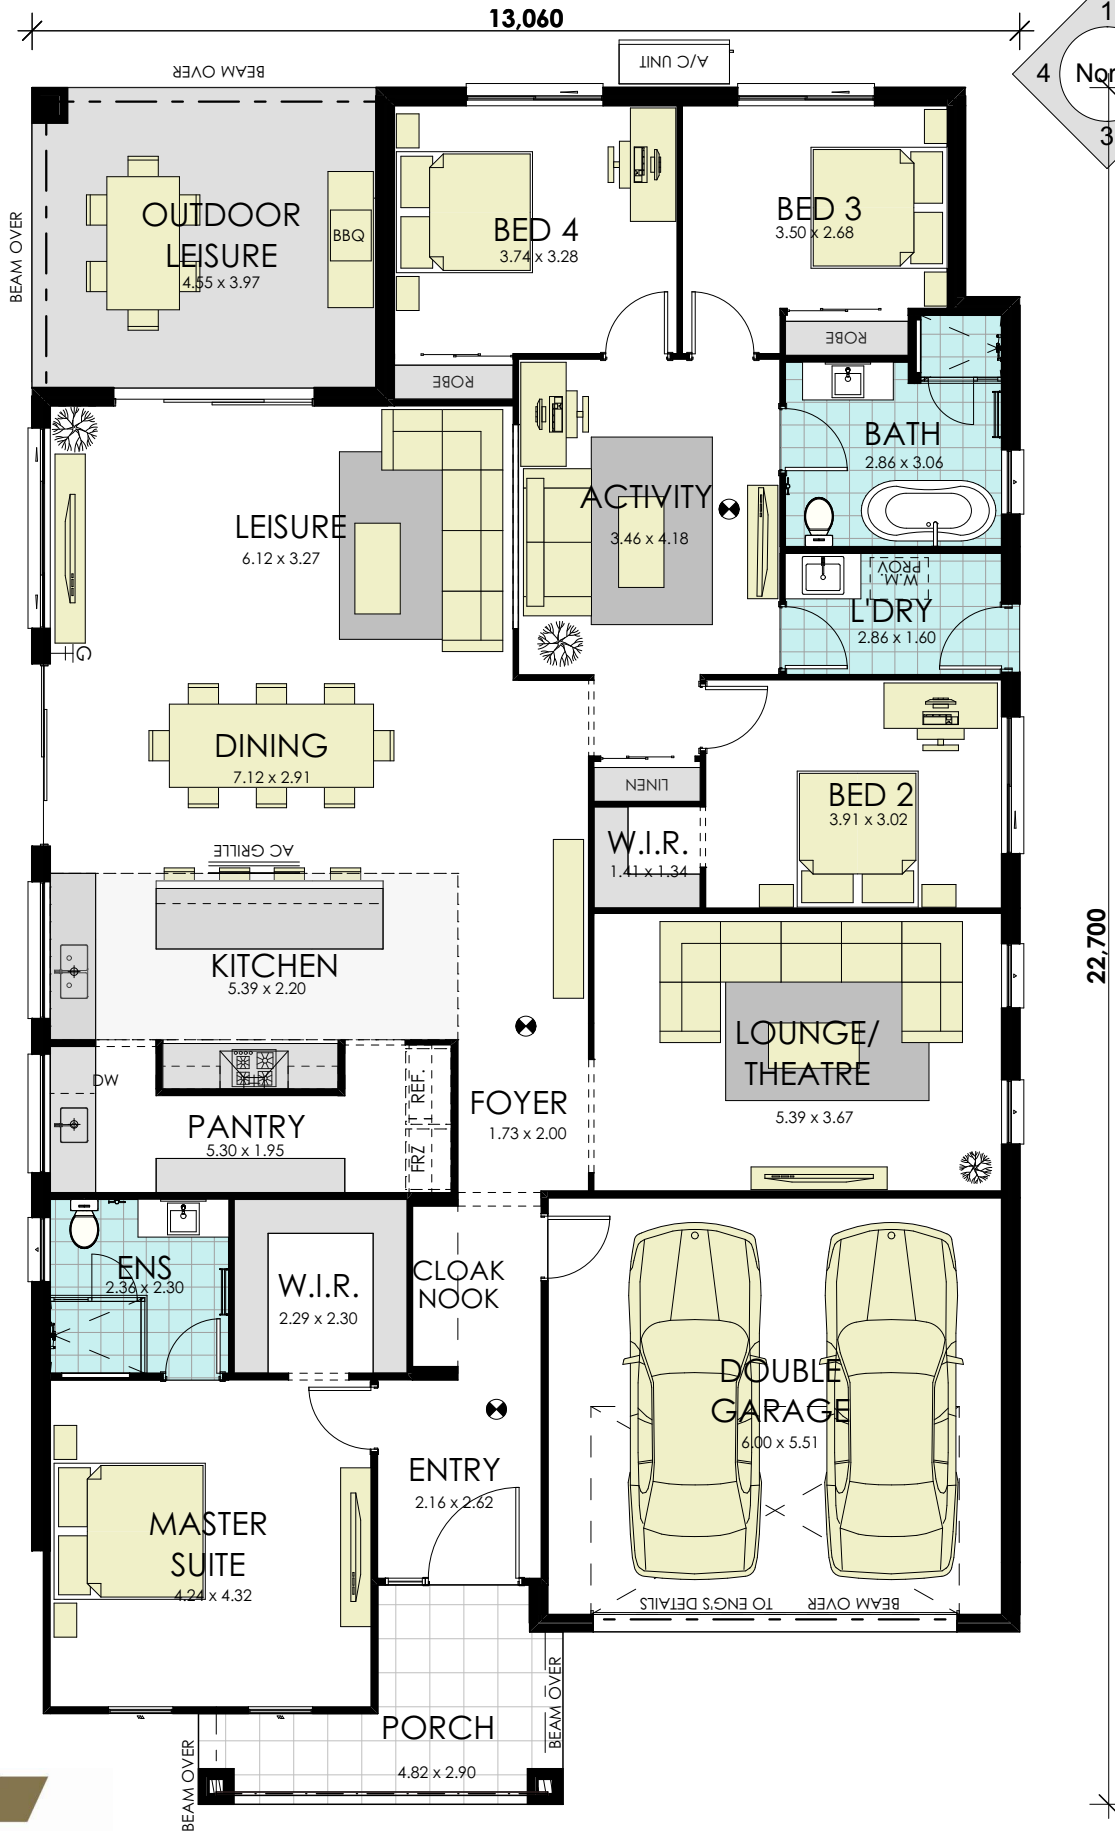 13,060
1
4
Nor
3
BEAM OVER
A/C UNIT
BEAM OVER
OUTDOOR
LEISURE
4.55 x 3.97
BBQ
BED 4
3.74 x 3.28
BED 3
3.50 x 2.68
ROBE
ROBE
BATH
2.86 x 3.06
LEISURE
6.12 x 3.27
ACTIVITY
3.46 x 4.18
W.M.
PROV.
L'DRY
2.86 x 1.60
G
DINING
7.12 x 2.91
LINEN
BED 2
3.91 x 3.02
W.I.R.
1.41 x 1.34
AC GRILLE
KITCHEN
5.39 x 2.20
22,700
LOUNGE/
THEATRE
5.39 x 3.67
DW
REF.
FRZ
PANTRY
5.30 x 1.95
FOYER
1.73 x 2.00
ENS
2.36 x 2.30
W.I.R.
2.29 x 2.30
CLOAK
NOOK
DOUBLE
GARAGE
6.00 x 5.51
ENTRY
2.16 x 2.62
MASTER
SUITE
4.24 x 4.32
BEAM OVER TO ENG'S DETAILS
BEAM OVER
PORCH
4.82 x 2.90
BEAM OVER